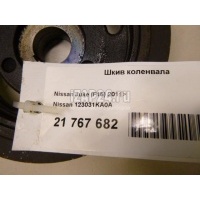 Шкив коленвала
Nissan Juke (F15) 2011>
Nissan 123031KA0A
21 767 682